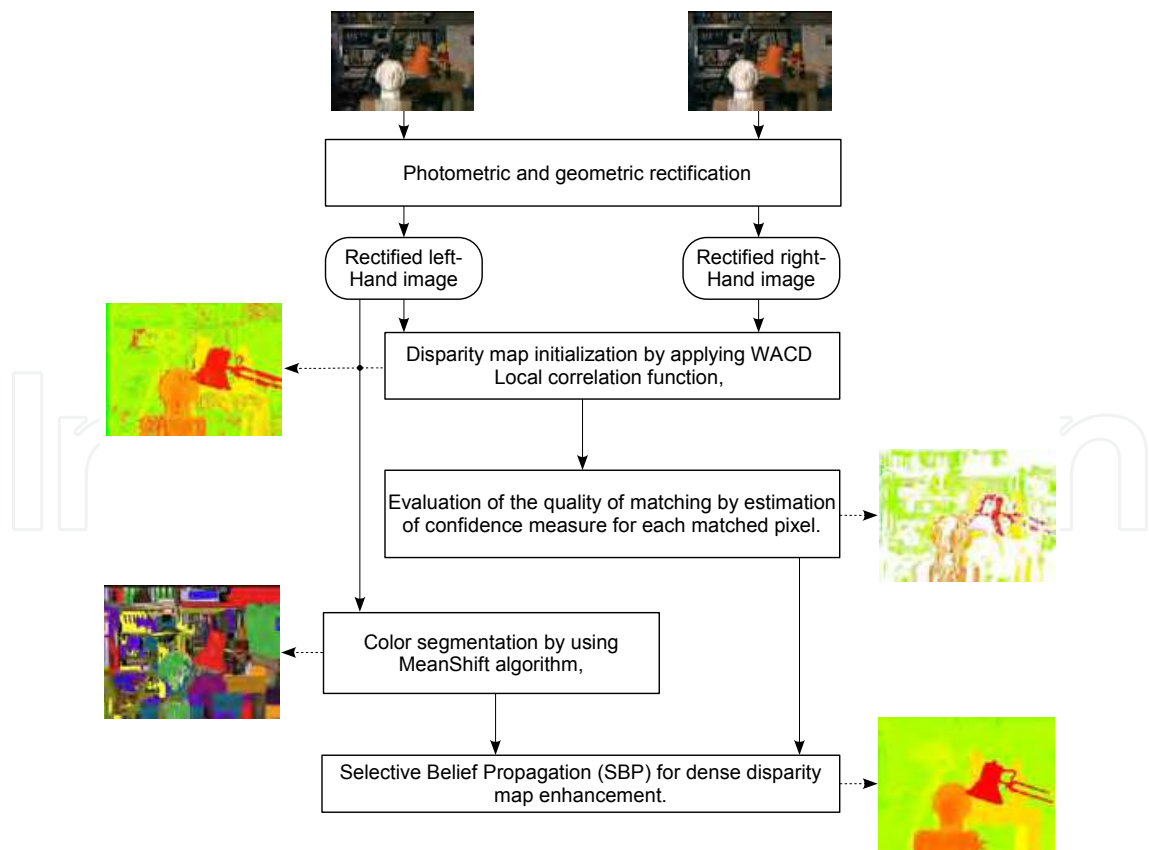 Photometric and geometric rectification
Rectified left-
Hand image
Rectified right-
Hand image
Disparity map initialization by applying WACD
Local correlation function,
Evaluation of the quality of matching by estimation
of confidence measure for each matched pixel.
Color segmentation by using
MeanShift algorithm,
Selective Belief Propagation (SBP) for dense disparity
map enhancement.